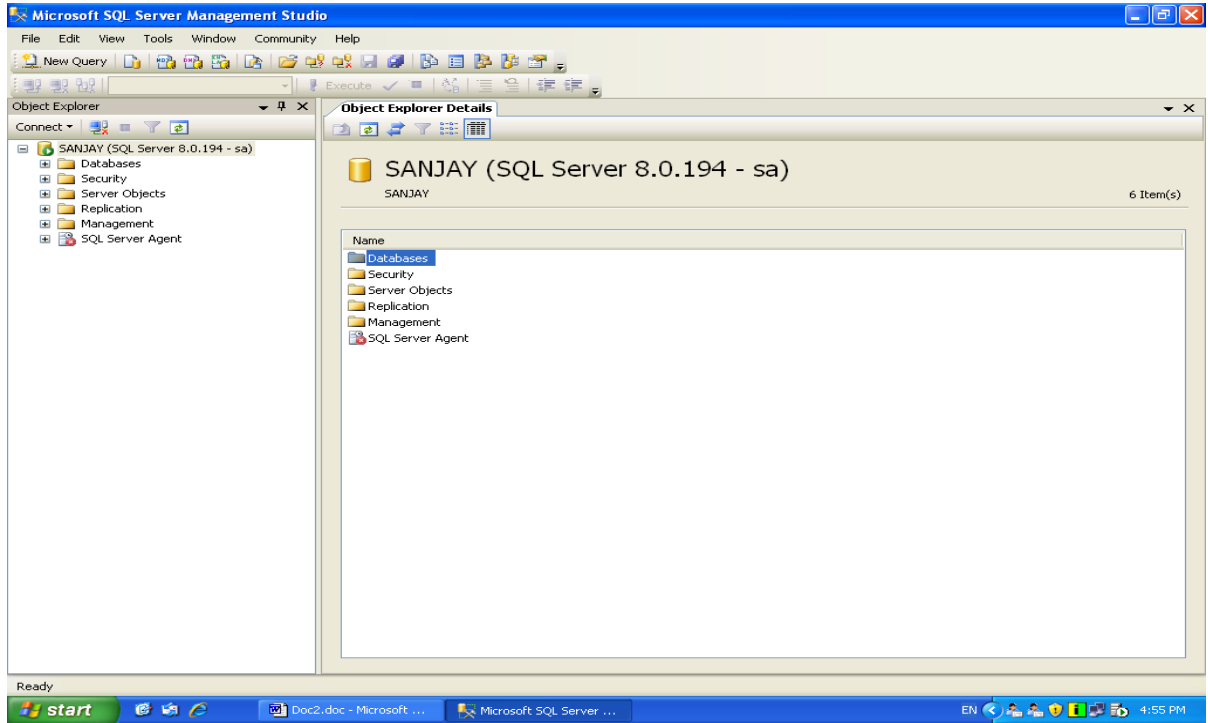 Microsoft SQL Server Management Studio
File Edit View Tools Window Community Help
New Query
Execute
Object Explorer
Connect
SANJAY (SQL Server 8.0.194 - sa)
Databases
Security
Server Objects
Replication
Management
SQL Server Agent
Object Explorer Details
SANJAY (SQL Server 8.0.194 - sa)
SANJAY
6 Item(s)
Name
Databases
Security
Server Objects
Replication
Management
SQL Server Agent
Ready
start
Doc2.doc - Microsoft ...
Microsoft SQL Server ...
EN
4:55 PM